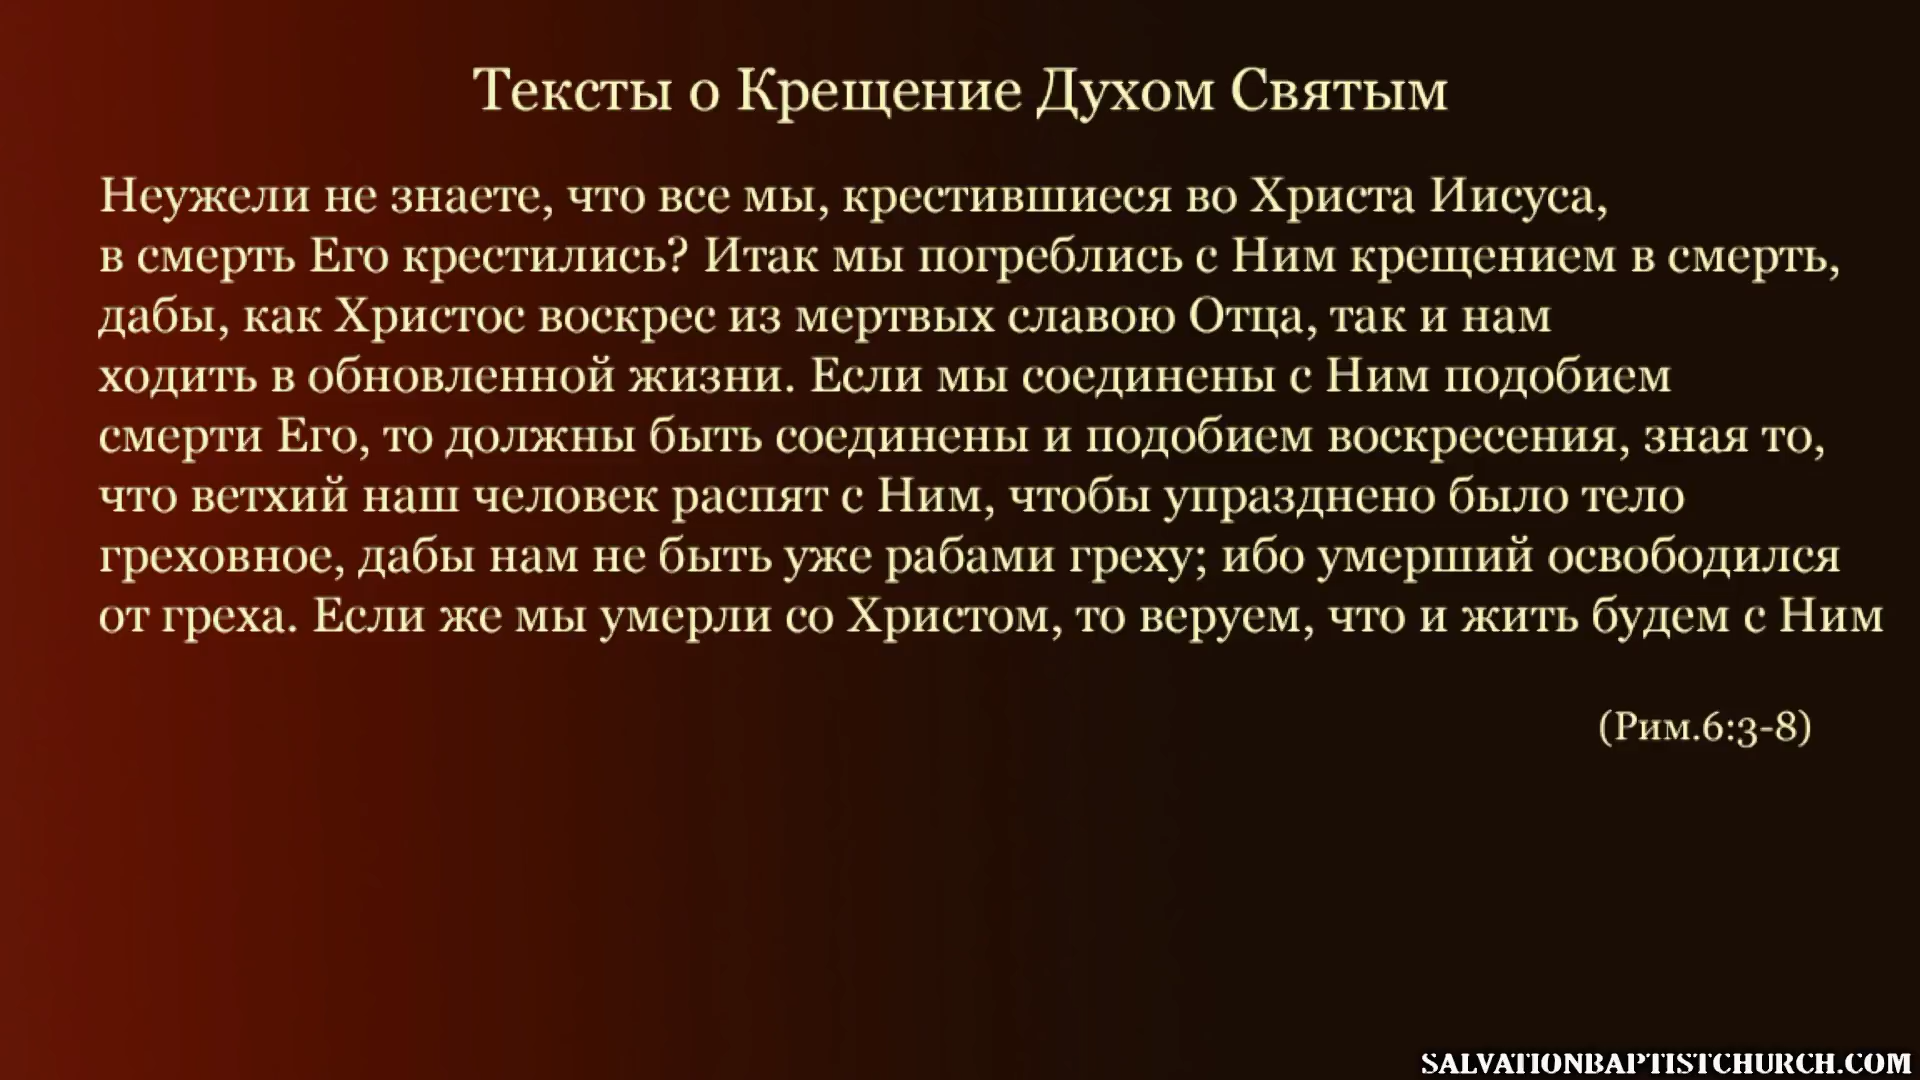 Тексты о Крещение Духом Святым
Неужели не знаете, что все мы, крестившиеся во Христа Иисуса,
в смерть Его крестились? Итак мы погреблись с Ним крещением в смерть,
дабы, как Христос воскрес из мертвых славою Отца, так и нам
ходить в обновленной жизни. Если мы соединены с Ним подобием
смерти Его, то должны быть соединены и подобием воскресения, зная то,
что ветхий наш человек распят с Ним, чтобы упразднено было тело
греховное, дабы нам не быть уже рабами греху; ибо умерший освободился
от греха. Если же мы умерли со Христом, то веруем, что и жить будем с Ним
(Рим.6:3-8)
SALVATIONBAPTISTCHURCH.COM